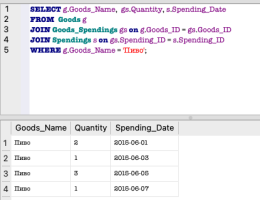 1 SELECT g.Goods_Name, gs.Quantity, s.Spending_Date
2 FROM Goods g
3 JOIN Goods_Spendings gs on g.Goods_ID = gs.Goods_ID
4 JOIN Spendings s on gs.Spending_ID = s.Spending_ID
5 WHERE g.Goods_Name = 'Пиво';
Goods_Name Quantity Spending_Date
1 Пиво 2 2015-06-01
2 Пиво 1 2015-06-03
3 Пиво 3 2015-06-05
4 Пиво 1 2015-06-07